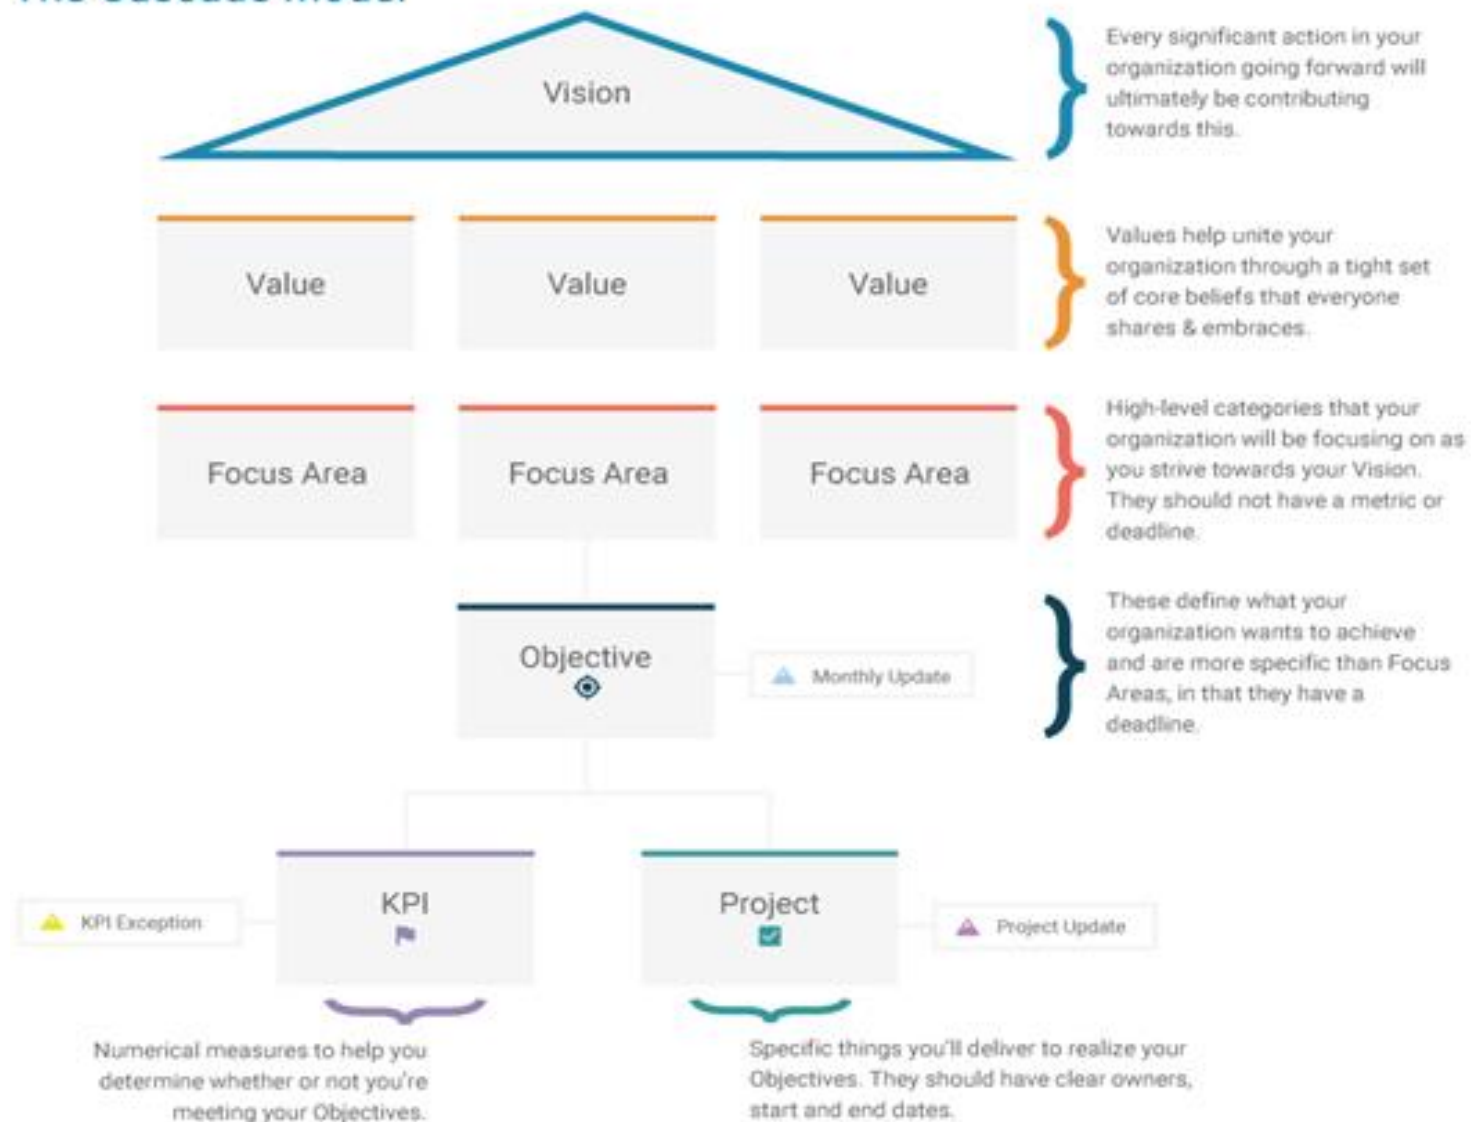 The Cascade Model
Vision
Every significant action in your
organization going forward will
ultimately be contributing
towards this.
Value
Value
Value
Values help unite your
organization through a tight set
of core beliefs that everyone
shares & embraces.
Focus Area
Focus Area
Focus Area
High-level categories that your
organization will be focusing on as
you strive towards your Vision.
They should not have a metric or
deadline.
Objective
Monthly Update
These define what your
organization wants to achieve
and are more specific than Focus
Areas, in that they have a
deadline.
KPI
KPI Exception
Project
Project Update
Numerical measures to help you
determine whether or not you're
meeting your Objectives.
Specific things you'll deliver to realize your
Objectives. They should have clear owners,
start and end dates.